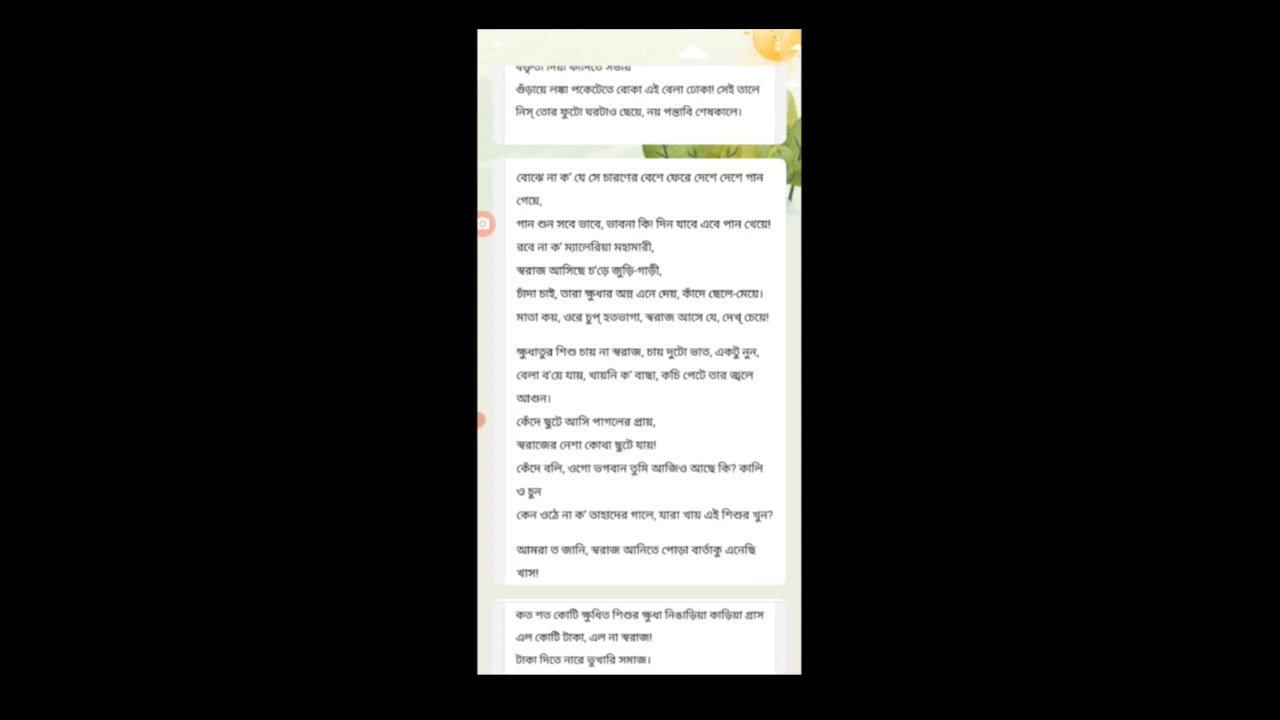 বক্তৃতা দিয়া কাঁদিতে সভায়
গুঁড়ায়ে লঙ্কা পকেটেতে বোকা এই বেলা ঢোকা! সেই তালে
নিস্ তোর ফুটো ঘরটাও ছেয়ে, নয় পস্তাবি শেষকালে।
বোঝে না ক’ যে সে চারণের বেশে ফেরে দেশে দেশে গান
গেয়ে,
গান শুন সবে ভাবে, ভাবনা কি! দিন যাবে এবে পান খেয়ে!
রবে না ক’ ম্যালেরিয়া মহামারী,
স্বরাজ আসিছে চ’ড়ে জুড়ি-গাড়ী,
চাঁদা চাই, তারা ক্ষুধার অন্ন এনে দেয়, কাঁদে ছেলে-মেয়ে।
মাতা কয়, ওরে চুপ্ হতভাগা, স্বরাজ আসে যে, দেখ্ চেয়ে!
ক্ষুধাতুর শিশু চায় না স্বরাজ, চায় দুটো ভাত, একটু নুন,
বেলা ব’য়ে যায়, খায়নি ক’ বাছা, কচি পেটে তার জ্বলে
আগুন।
কেঁদে ছুটে আসি পাগলের প্রায়,
স্বরাজের নেশা কোথা ছুটে যায়!
কেঁদে বলি, ওগো ভগবান তুমি আজিও আছে কি? কালি
ও চুন
কেন ওঠে না ক’ তাহাদের গালে, যারা খায় এই শিশুর খুন?
আমরা ত জানি, স্বরাজ আনিতে পোড়া বার্তাকু এনেছি
খাস!
কত শত কোটি ক্ষুধিত শিশুর ক্ষুধা নিঙাড়িয়া কাড়িয়া গ্রাস
এল কোটি টাকা, এল না স্বরাজ!
টাকা দিতে নারে ভুখারি সমাজ।